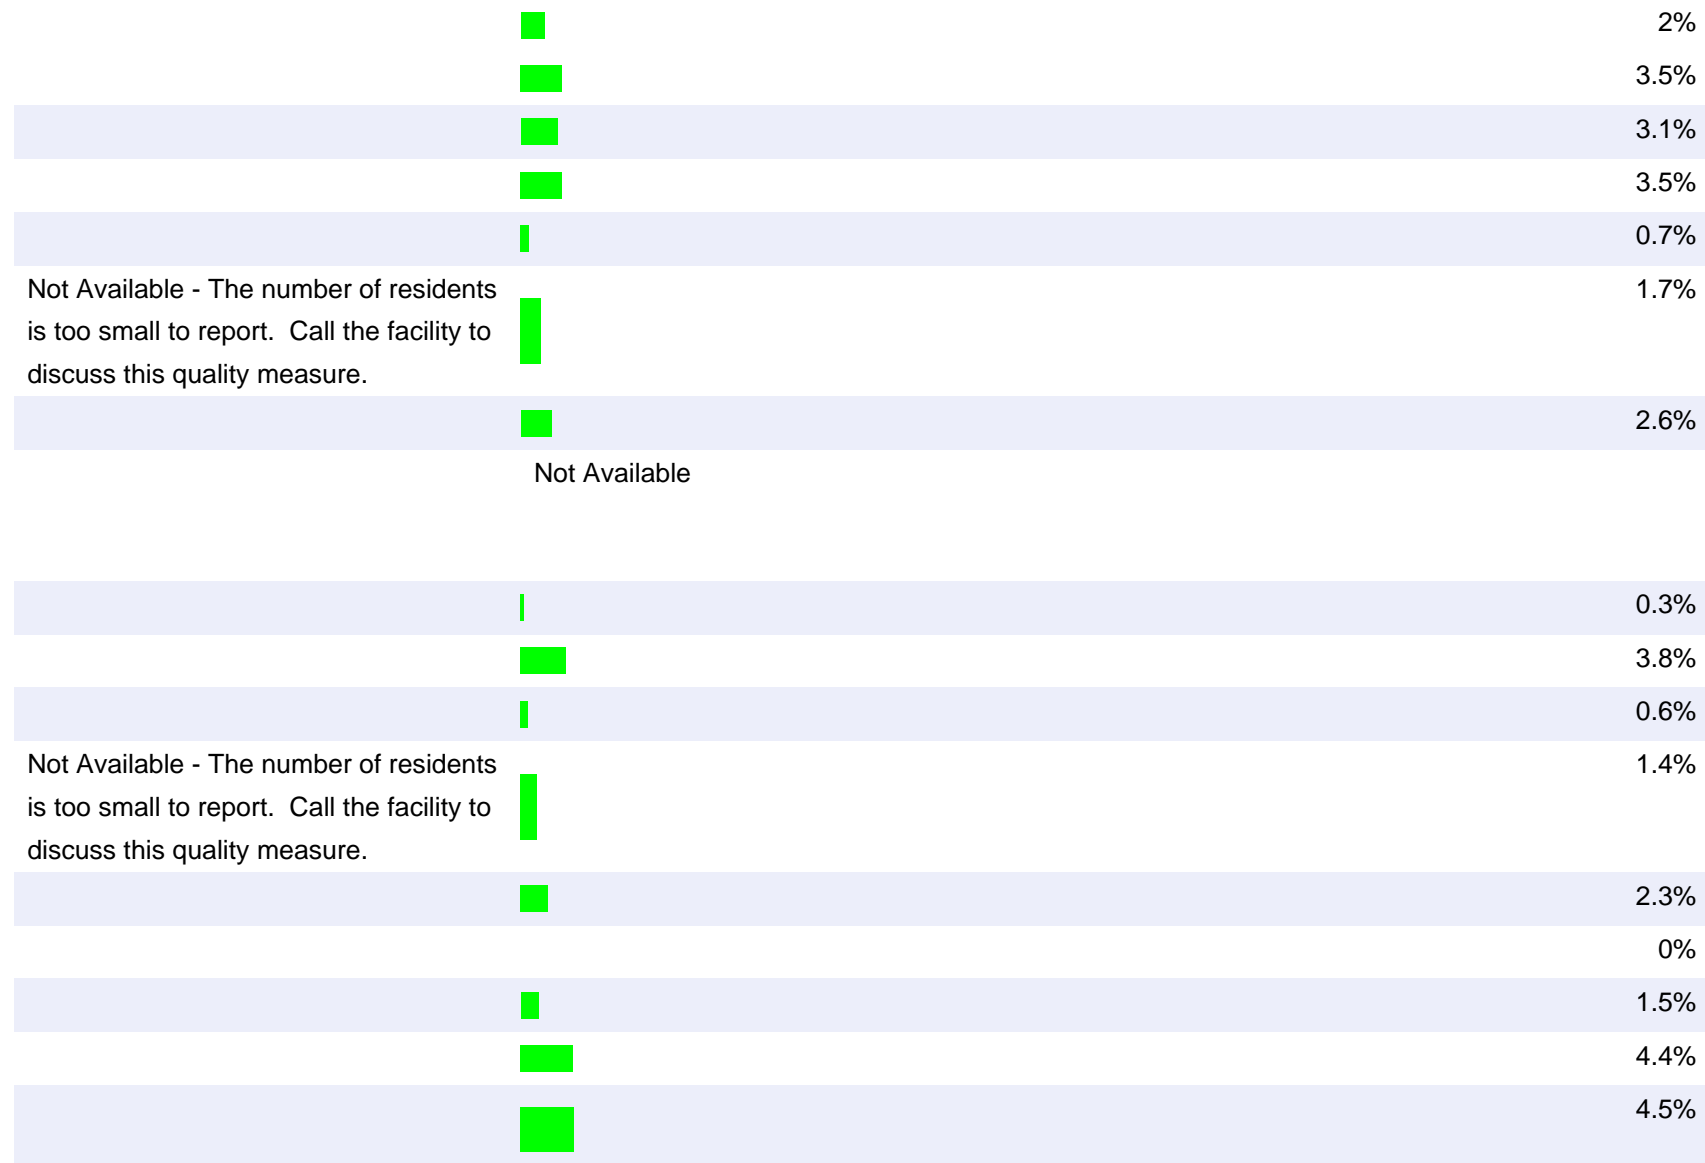 2%
3.5%
3.1%
3.5%
0.7%
Not Available - The number of residents 1.7%
is too small to report.  Call the facility to
discuss this quality measure.
2.6%
Not Available
0.3%
3.8%
0.6%
Not Available - The number of residents 1.4%
is too small to report.  Call the facility to
discuss this quality measure.
2.3%
0%
1.5%
4.4%
4.5%